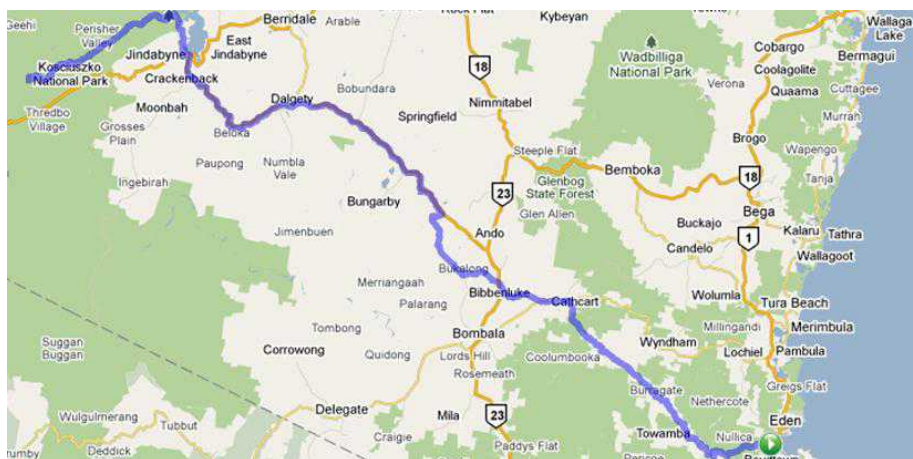 Geehi
Perisher
Valley
Berridale
Arable
Rock Flat
Kybeyan
Towns
Wallaga
Lake
East
Jindabyne
Jindabyne
Kosciuszko
National Park
Crackenback
Thredbo
Village
Moonbah
Grosses
Plain
Beloka
Dalgety
Bobundara
18
Nimmitabel
Wadbilliga
National Park
Cobargo
Coolagolite
Quaama
Bermagui
Verona
Cuttagee
Murrah
Springfield
Brogo
Wapengo
Paupong
Numbla
Vale
Ingebirah
Steeple Flat
Glenbog
State Forest
Bemboka
18
Tanja
Bungarby
23
Glen Allen
Bega
Buckajo
Jimenbuen
Ando
Candelo
1
Kalaru
Tathra
Wallagoot
Bukalong
Merriangaah
Bibbenluke
Cathcart
Wolumla
Tura Beach
Palarang
Tombong
Bombala
Millingandi
Merimbula
Suggan
Buggan
Corrowong
Quidong
Lords Hill
Coolumbooka
Wyndham
Lochiel
Pambula
Rosemeath
Burragate
Greigs Flat
Nethercote
Wulgulmerang
Tubbut
Delegate
Mila
23
Eden
Craigie
Towamba
Nullica
Deddick
Paddys Flat